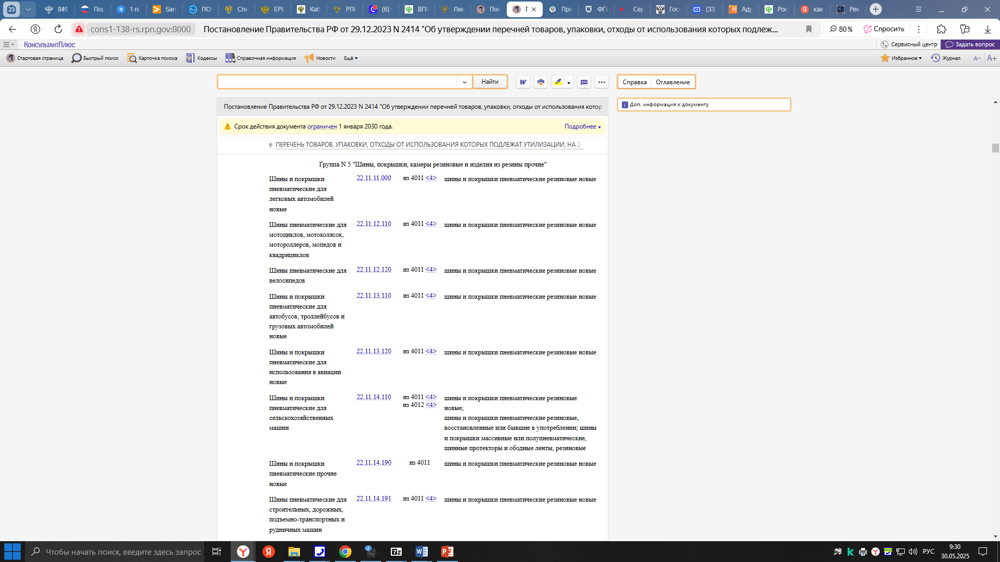 23
849
Пор
1 по
San
ПО
Спи
ЕРВ
Каб
РПН
(6)
ВПГ
Лик
Пои
Г
Пре
ФГИ
Сер
Гос
(33)
Адр
Рос
как
Рее
cons1-138-rs.rpn.gov:8000
Постановление Правительства РФ от 29.12.2023 N 2414 "Об утверждении перечней товаров, упаковки, отходы от использования которых подлеж...
80 %
Спросить
КонсультантПлюс
Сервисный центр
Задать вопрос
Стартовая страница
Быстрый поиск
Карточка поиска
Кодексы
Справочная информация
Новости
Ещё
Избранное
Журнал
A−
A+
Найти
Справка
Оглавление
Постановление Правительства РФ от 29.12.2023 N 2414 "Об утверждении перечней товаров, упаковки, отходы от использования котор
Доп. информация к документу
Срок действия документа ограничен 1 января 2030 года.
Подробнее
ПЕРЕЧЕНЬ ТОВАРОВ, УПАКОВКИ, ОТХОДЫ ОТ ИСПОЛЬЗОВАНИЯ КОТОРЫХ ПОДЛЕЖАТ УТИЛИЗАЦИИ, НА 2
Группа N 5 "Шины, покрышки, камеры резиновые и изделия из резины прочие"
Шины и покрышки
пневматические для
легковых автомобилей
новые
22.11.11.000
из 4011 <4>
шины и покрышки пневматические резиновые новые
Шины пневматические для
мотоциклов, мотоколясок,
мотороллеров, мопедов и
квадрициклов
22.11.12.110
из 4011 <4>
шины и покрышки пневматические резиновые новые
Шины пневматические для
велосипедов
22.11.12.120
из 4011 <4>
шины и покрышки пневматические резиновые новые
Шины и покрышки
пневматические для
автобусов, троллейбусов и
грузовых автомобилей
новые
22.11.13.110
из 4011 <4>
шины и покрышки пневматические резиновые новые
Шины и покрышки
пневматические для
использования в авиации
новые
22.11.13.120
из 4011 <4>
шины и покрышки пневматические резиновые новые
Шины и покрышки
пневматические для
сельскохозяйственных
машин
22.11.14.110
из 4011 <4>
из 4012 <4>
шины и покрышки пневматические резиновые
новые;
шины и покрышки пневматические резиновые,
восстановленные или бывшие в употреблении; шины
и покрышки массивные или полупневматические,
шинные протекторы и ободные ленты, резиновые
Шины и покрышки
пневматические прочие
новые
22.11.14.190
из 4011
шины и покрышки пневматические резиновые новые
Шины пневматические для
строительных, дорожных,
подъемно-транспортных и
рудничных машин
22.11.14.191
из 4011 <4>
шины и покрышки пневматические резиновые новые
Чтобы начать поиск, введите здесь запрос
РУС
9:30
30.05.2025